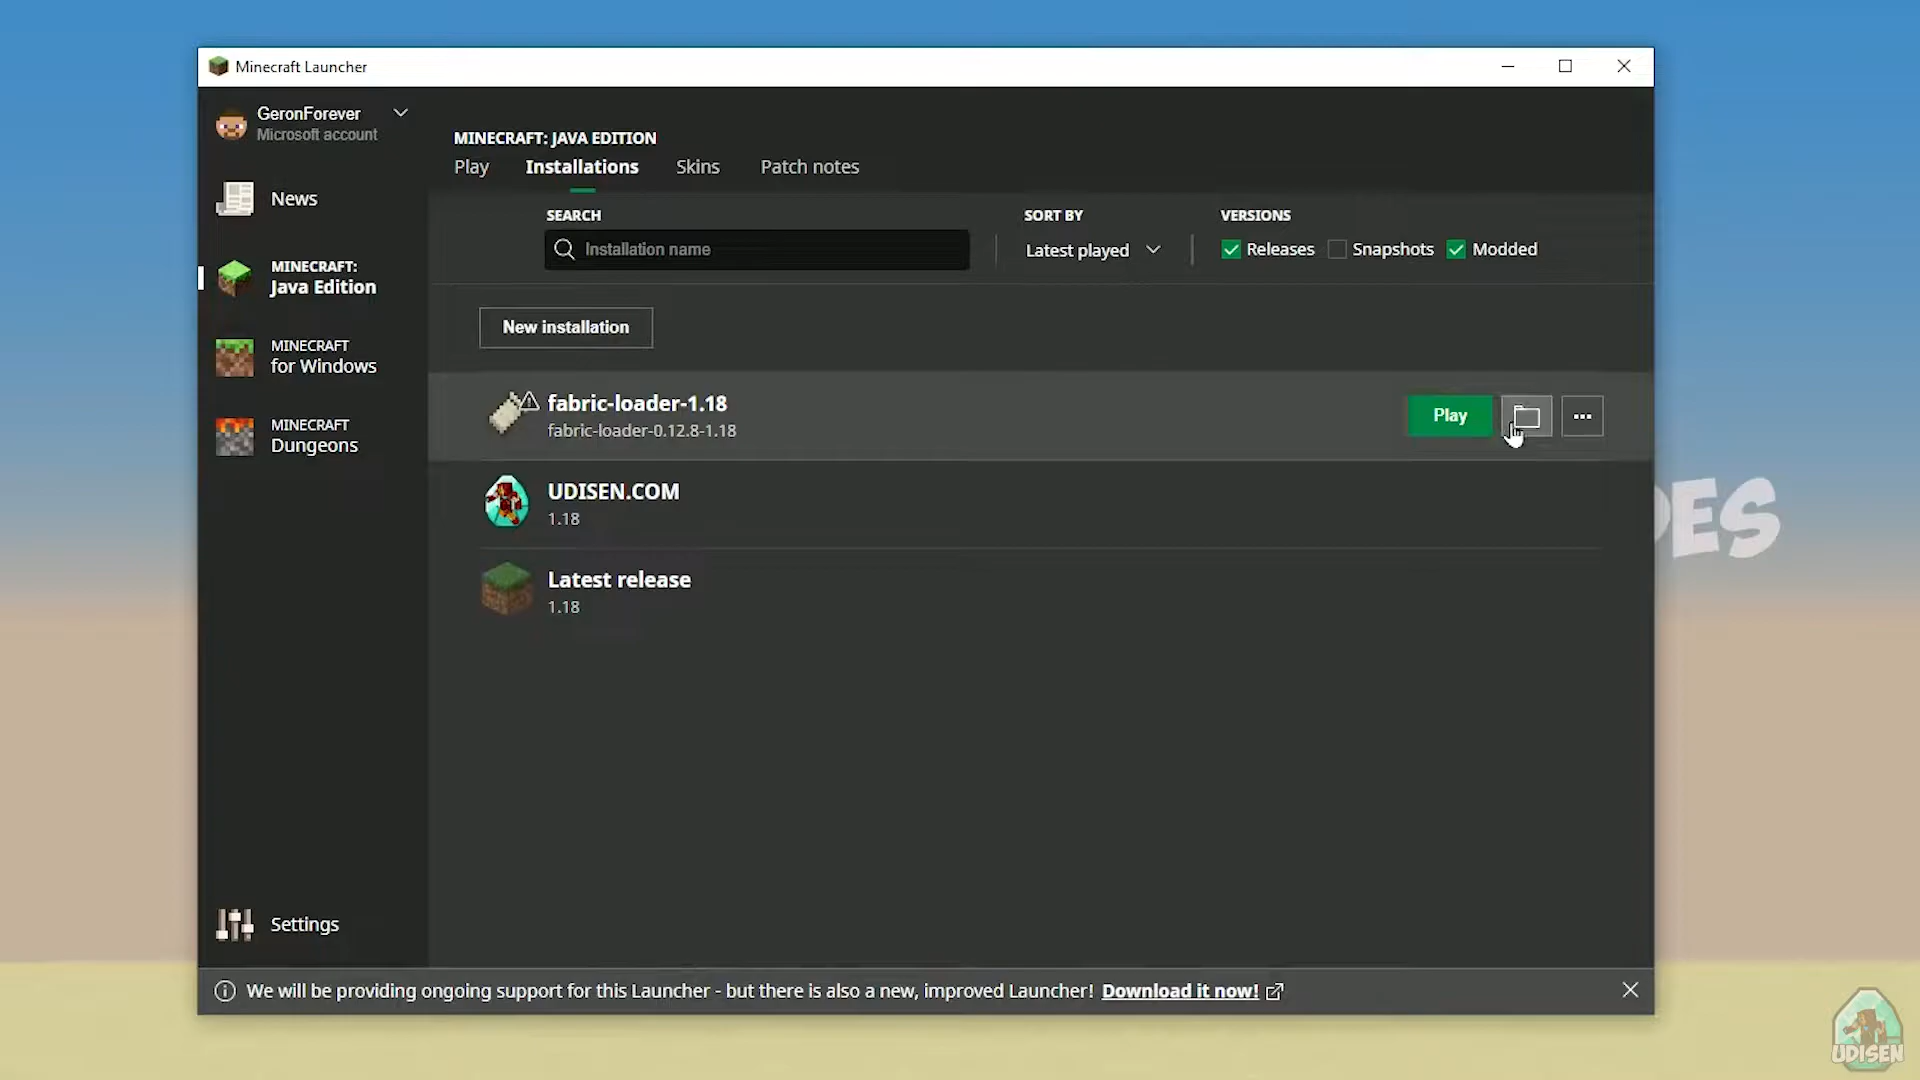 Minecraft Launcher
GeronForever
Microsoft account
News
MINECRAFT:
Java Edition
MINECRAFT
for Windows
MINECRAFT
Dungeons
Settings
MINECRAFT: JAVA EDITION
Play Installations Skins Patch notes
SEARCH SORT BY VERSIONS
Installation name Latest played Releases Snapshots Modded
New installation
fabric-loader-1.18
fabric-loader-0.12.8-1.18
Play
UDISEN.COM
1.18
Latest release
1.18
We will be providing ongoing support for this Launcher - but there is also a new, improved Launcher! Download it now!
UDISEN